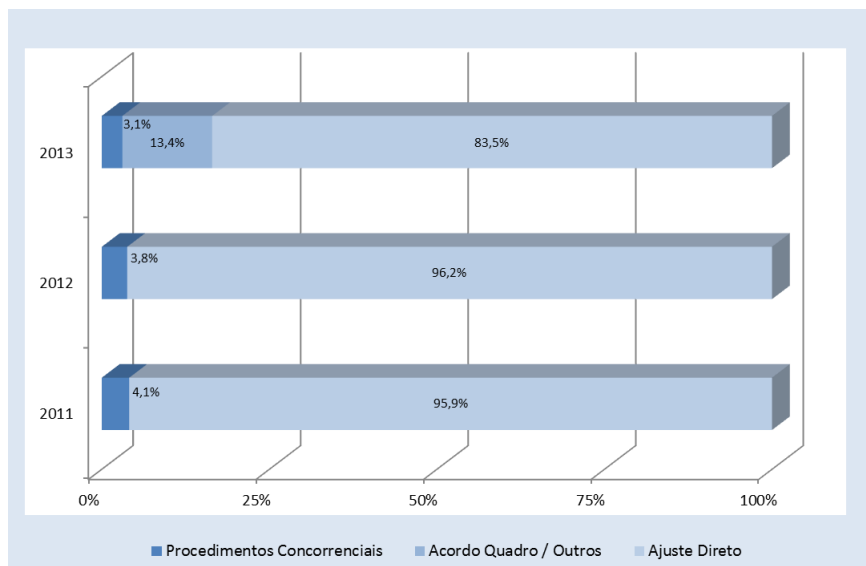 3,1%
2013 13,4% 83,5%
3,8%
2012 96,2%
4,1%
2011 95,9%
0% 25% 50% 75% 100%
Procedimentos Concorrenciais Acordo Quadro / Outros Ajuste Direto